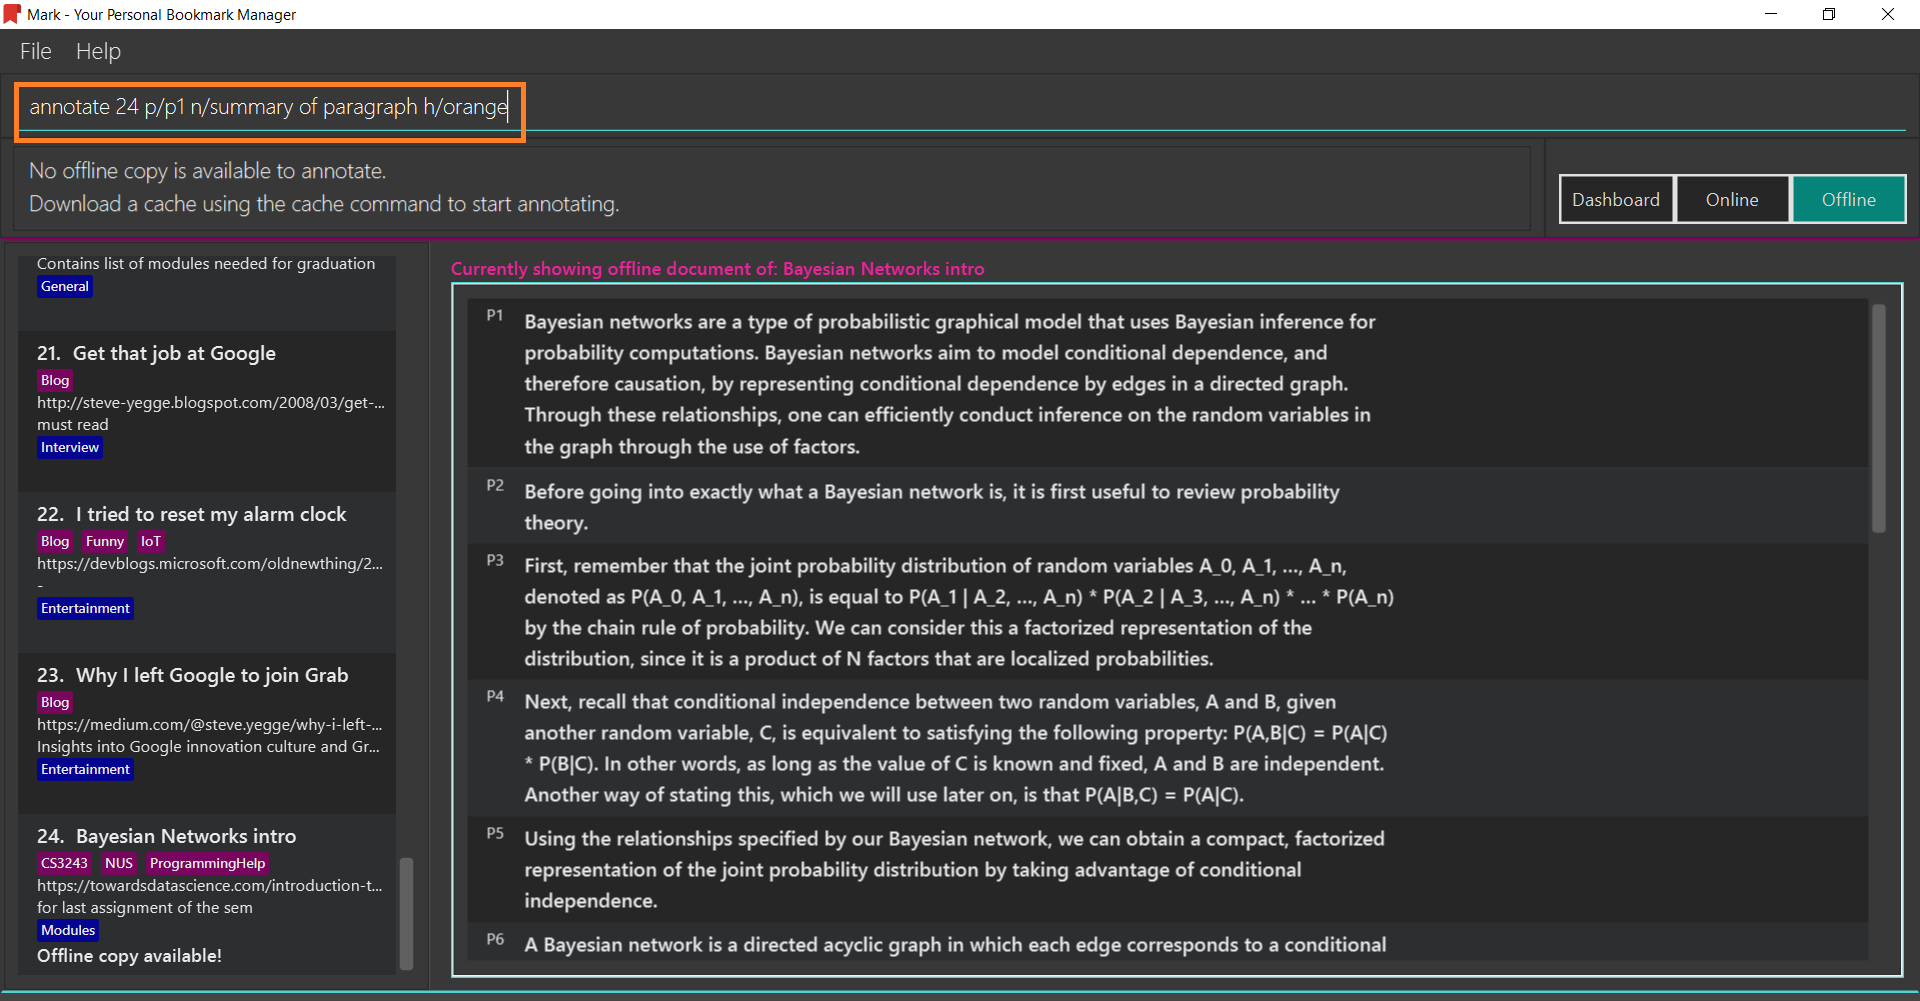 Mark - Your Personal Bookmark Manager
File Help
annotate 24 p/p1 n/summary of paragraph h/orange
No offline copy is available to annotate.
Download a cache using the cache command to start annotating.
Dashboard Online Offline
Contains list of modules needed for graduation
General
21. Get that job at Google
Blog
http://steve-yegge.blogspot.com/2008/03/get-...
must read
Interview
22. I tried to reset my alarm clock
Blog Funny IoT
https://devblogs.microsoft.com/oldnewthing/2...
-
Entertainment
23. Why I left Google to join Grab
Blog
https://medium.com/@steve.yegge/why-i-left-...
Insights into Google innovation culture and Gr...
Entertainment
24. Bayesian Networks intro
CS3243 NUS ProgrammingHelp
https://towardsdatascience.com/introduction-t...
for last assignment of the sem
Modules
Offline copy available!
Currently showing offline document of: Bayesian Networks intro
P1 Bayesian networks are a type of probabilistic graphical model that uses Bayesian inference for
probability computations. Bayesian networks aim to model conditional dependence, and
therefore causation, by representing conditional dependence by edges in a directed graph.
Through these relationships, one can efficiently conduct inference on the random variables in
the graph through the use of factors.
P2 Before going into exactly what a Bayesian network is, it is first useful to review probability
theory.
P3 First, remember that the joint probability distribution of random variables A_0, A_1, ..., A_n,
denoted as P(A_0, A_1, ..., A_n), is equal to P(A_1 | A_2, ..., A_n) * P(A_2 | A_3, ..., A_n) * ... * P(A_n)
by the chain rule of probability. We can consider this a factorized representation of the
distribution, since it is a product of N factors that are localized probabilities.
P4 Next, recall that conditional independence between two random variables, A and B, given
another random variable, C, is equivalent to satisfying the following property: P(A,B|C) = P(A|C)
* P(B|C). In other words, as long as the value of C is known and fixed, A and B are independent.
Another way of stating this, which we will use later on, is that P(A|B,C) = P(A|C).
P5 Using the relationships specified by our Bayesian network, we can obtain a compact, factorized
representation of the joint probability distribution by taking advantage of conditional
independence.
P6 A Bayesian network is a directed acyclic graph in which each edge corresponds to a conditional